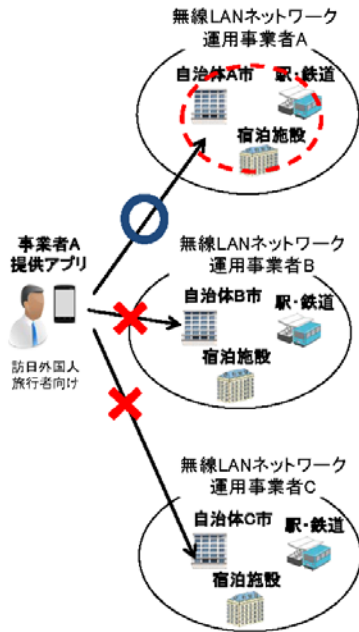 無線LANネットワーク
運用事業者A
自治体A市
駅・鉄道
宿泊施設
事業者A
提供アプリ
訪日外国人
旅行者向け
無線LANネットワーク
運用事業者B
自治体B市
駅・鉄道
宿泊施設
無線LANネットワーク
運用事業者C
自治体C市
駅・鉄道
宿泊施設